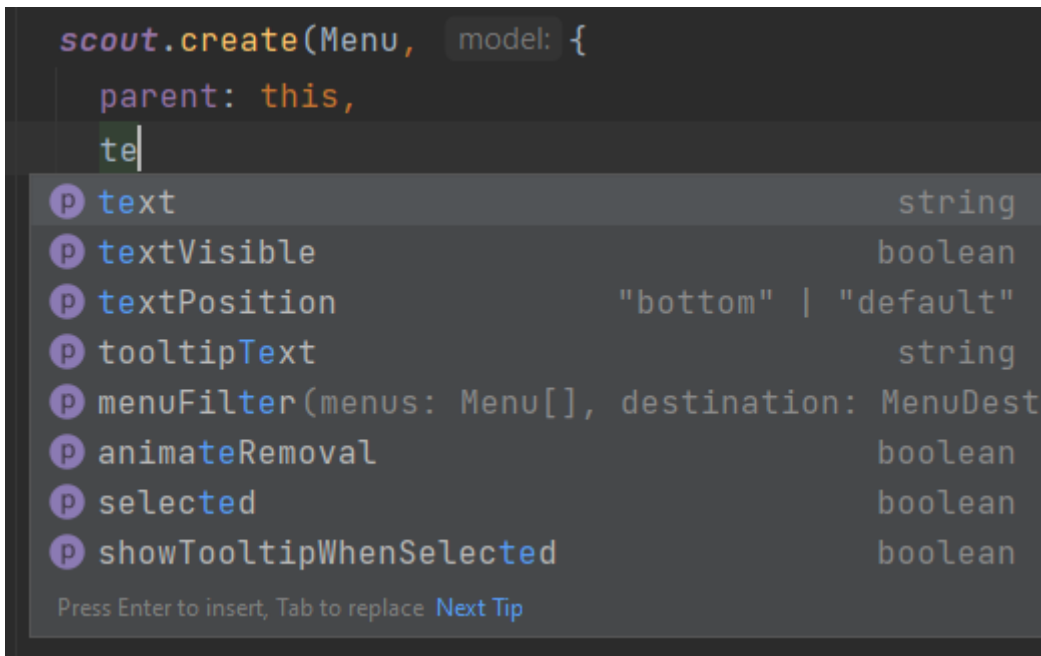 scout.create(Menu, model: {
parent: this,
te
p text string
p textVisible boolean
p textPosition "bottom" | "default"
p tooltipText string
p menuFilter(menus: Menu[], destination: MenuDest
p animateRemoval boolean
p selected boolean
p showTooltipWhenSelected boolean
Press Enter to insert, Tab to replace Next Tip